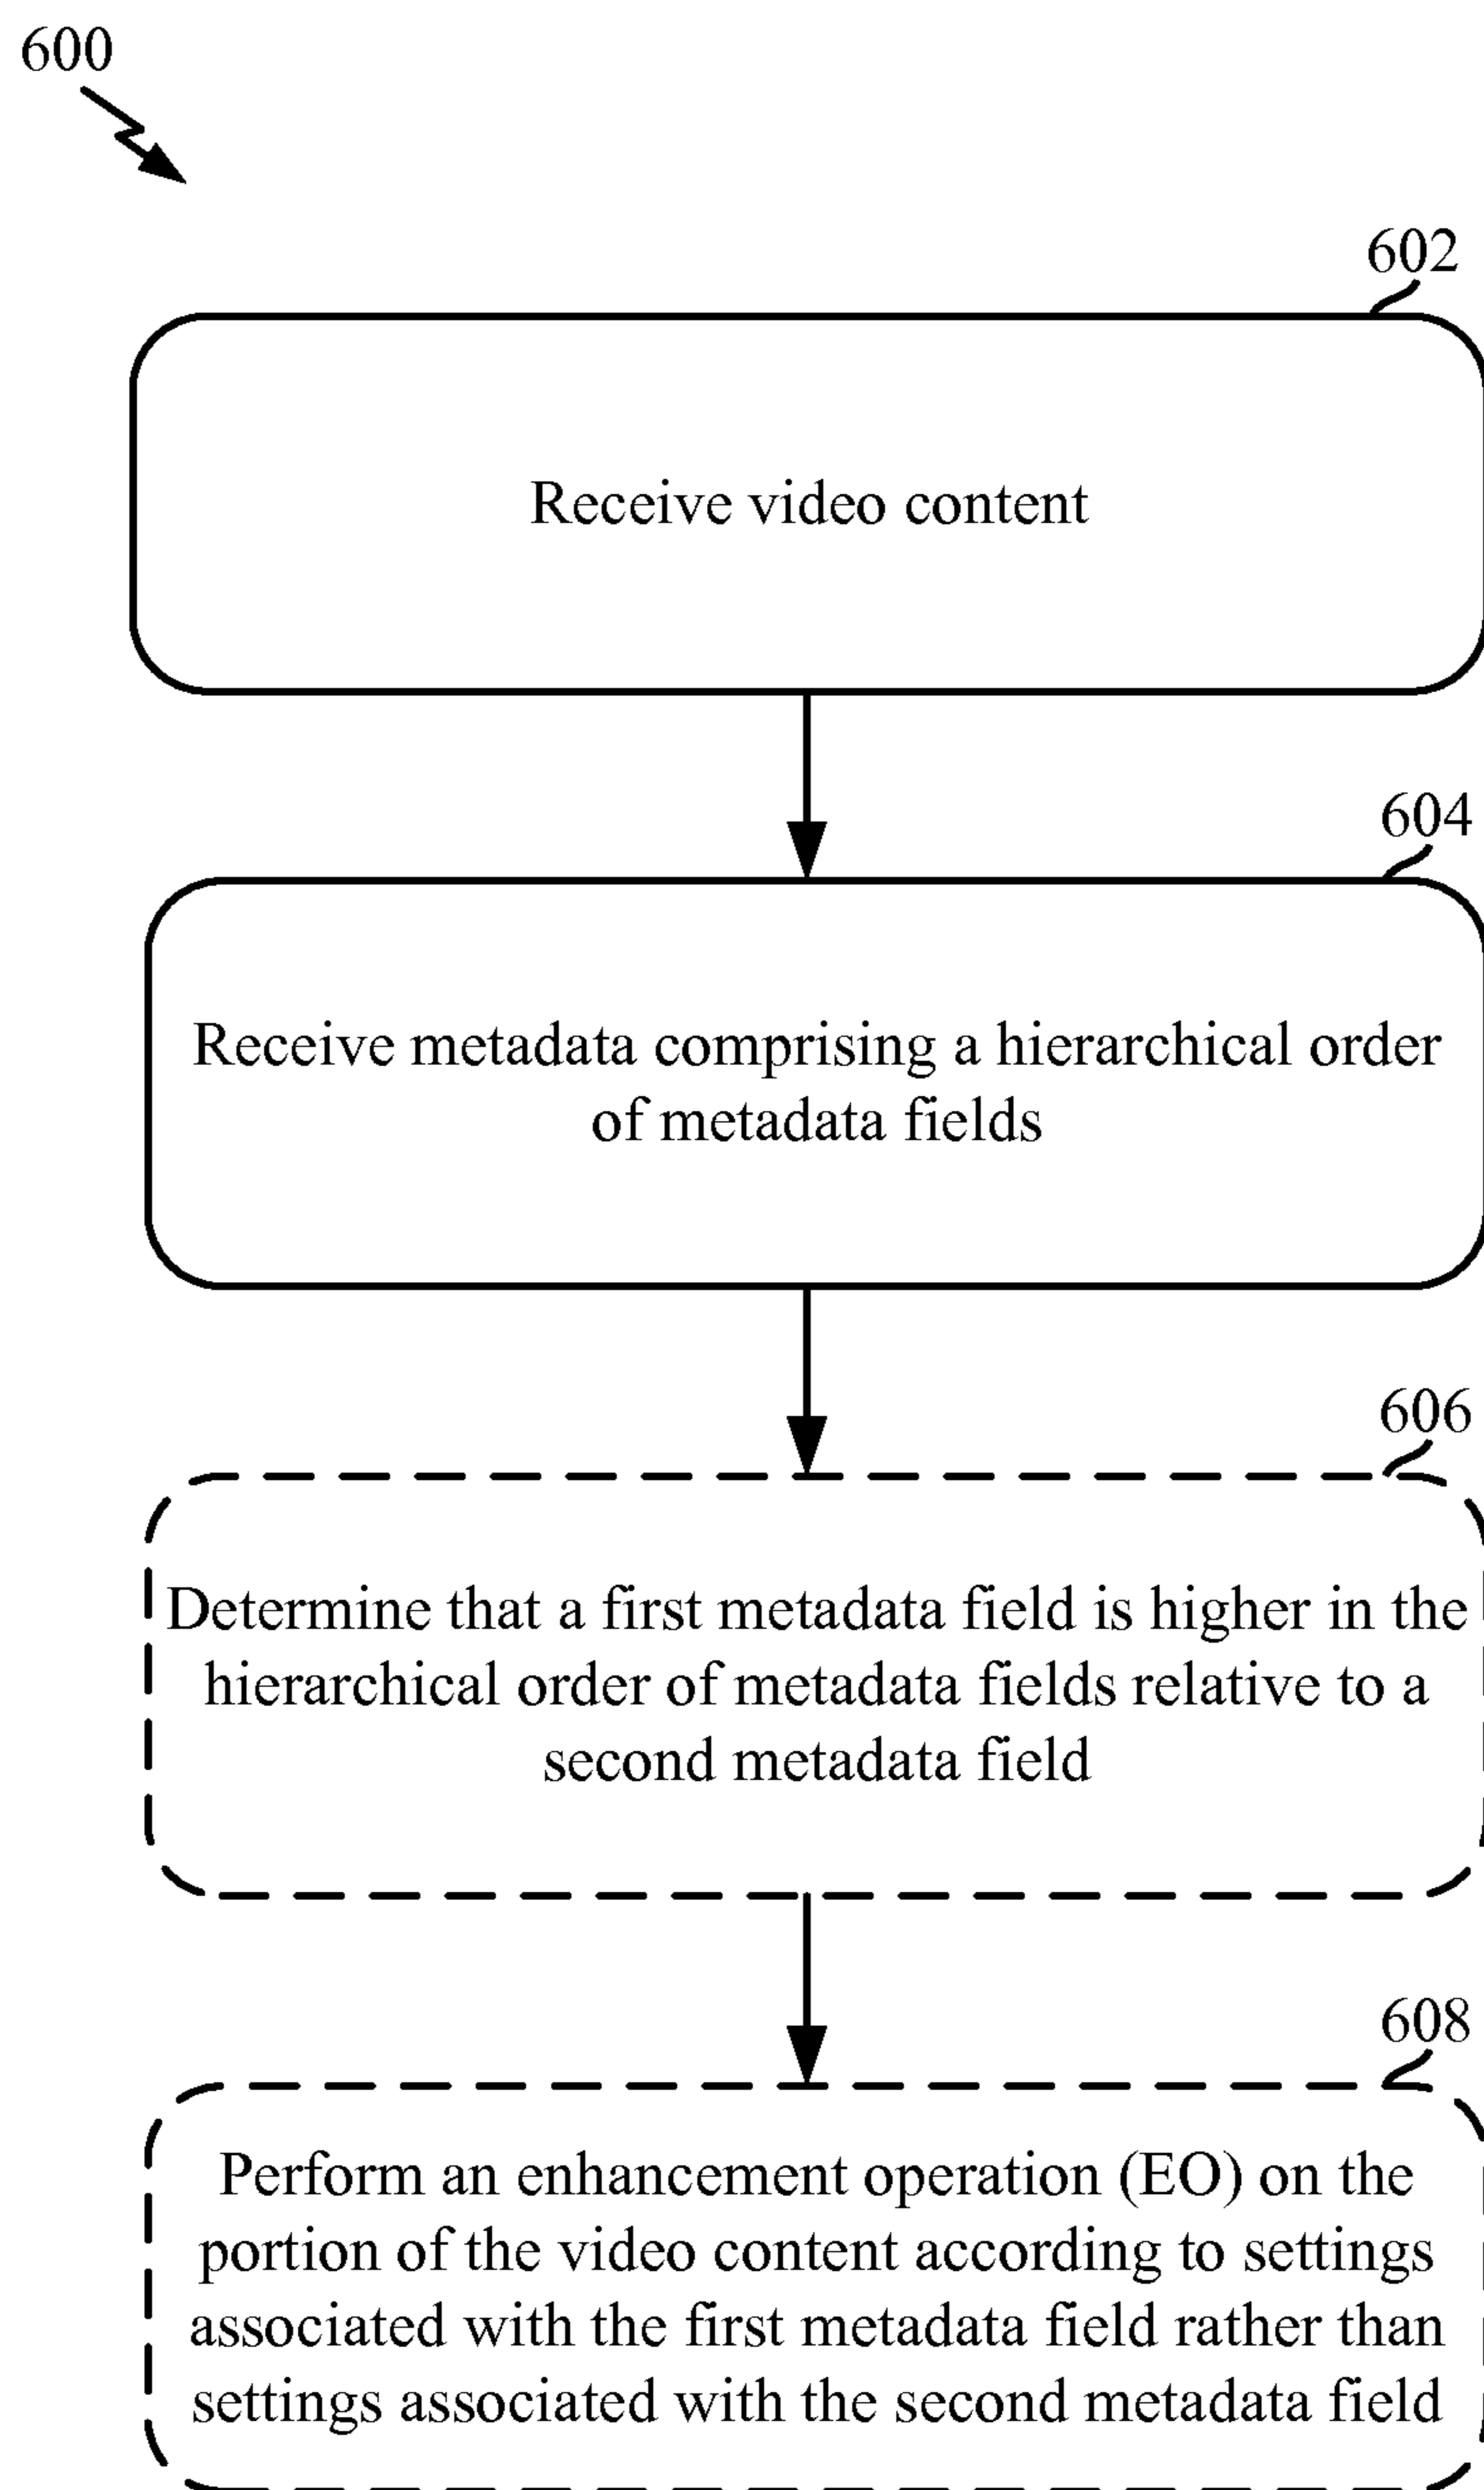 600
602
Receive video content
604
Receive metadata comprising a hierarchical order
of metadata fields
606
Determine that a first metadata field is higher in the
hierarchical order of metadata fields relative to a
second metadata field
608
Perform an enhancement operation (EO) on the
portion of the video content according to settings
associated with the first metadata field rather than
settings associated with the second metadata field